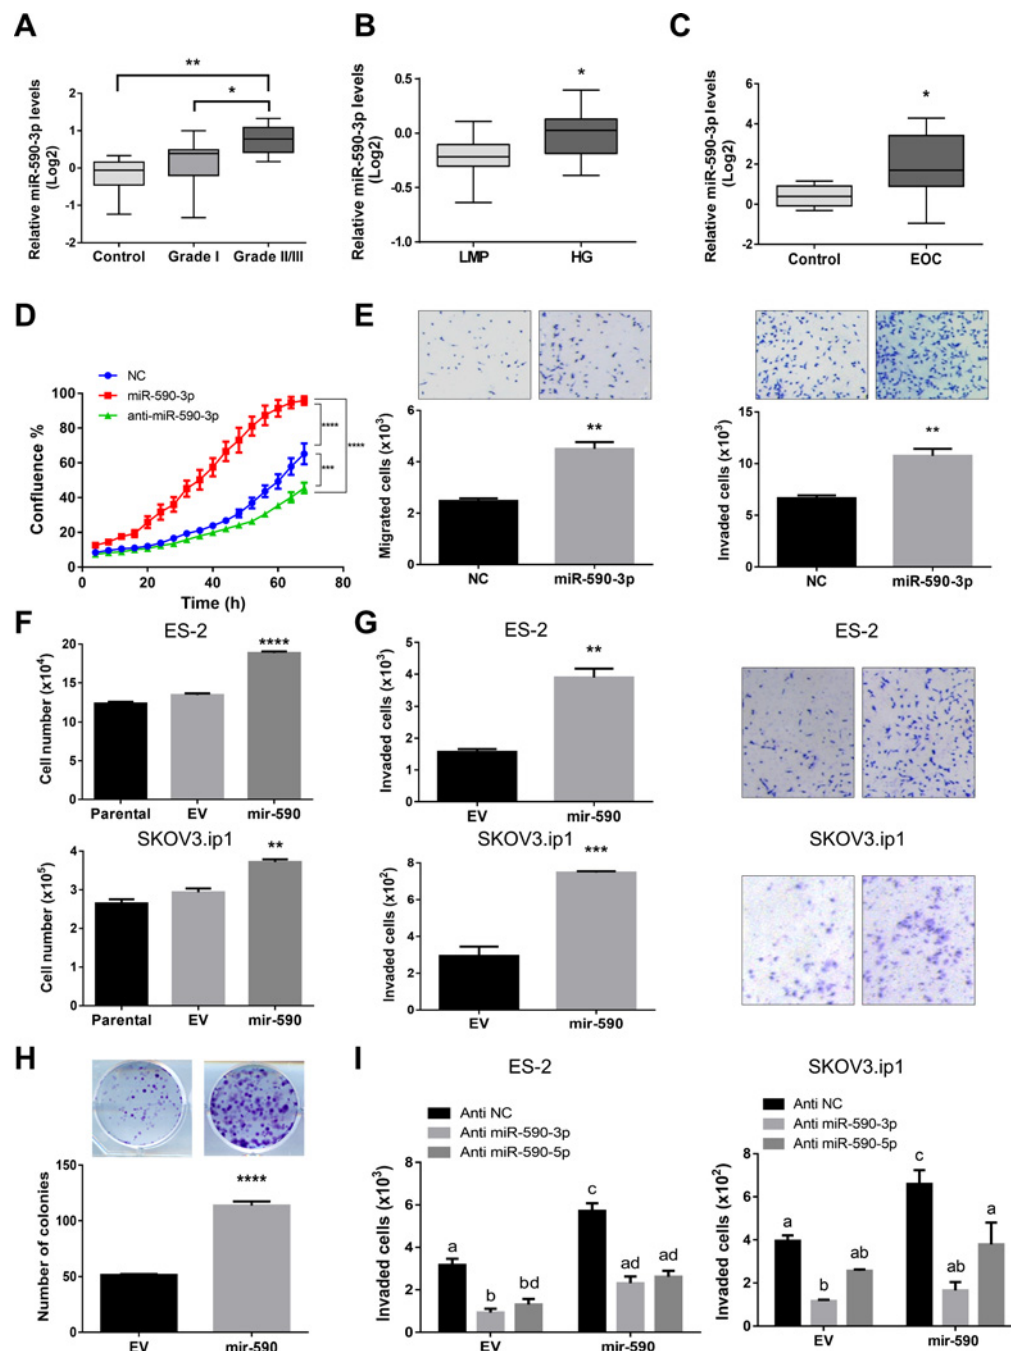 A
Relative miR-590-3p levels
(Log2)
2
1
0
-1
-2
**
*
Control
Grade I
Grade II/III
B
Relative miR-590-3p levels
(Log2)
0.5
0.0
-0.5
-1.0
*
LMP
HG
C
Relative miR-590-3p levels
(Log2)
6
4
2
0
-2
*
Control
EOC
D
NC
miR-590-3p
anti-miR-590-3p
Confluence %
100
80
60
40
20
0
****
***
****
0
20
40
60
80
Time (h)
E
Migrated cells (x10³)
6
4
2
0
**
NC
miR-590-3p
Invaded cells (x10³)
15
10
5
0
**
NC
miR-590-3p
F
ES-2
Cell number (x10⁴)
20
15
10
5
0
****
Parental
EV
mir-590
SKOV3.ip1
Cell number (x10⁵)
4
3
2
1
0
**
Parental
EV
mir-590
G
ES-2
Invaded cells (x10³)
5
4
3
2
1
0
**
EV
mir-590
ES-2
SKOV3.ip1
Invaded cells (x10²)
8
6
4
2
0
***
EV
mir-590
SKOV3.ip1
H
Number of colonies
150
100
50
0
****
EV
mir-590
I
ES-2
Anti NC
Anti miR-590-3p
Anti miR-590-5p
Invaded cells (x10³)
8
6
4
2
0
a
b
bd
c
ad
ad
EV
mir-590
SKOV3.ip1
Anti NC
Anti miR-590-3p
Anti miR-590-5p
Invaded cells (x10²)
8
6
4
2
0
a
b
ab
c
ab
a
EV
mir-590